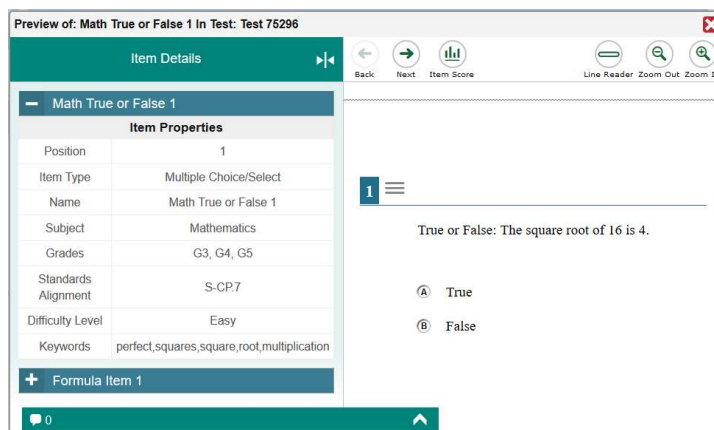 Preview of: Math True or False 1 In Test: Test 75296
Item Details
Back Next Item Score Line Reader Zoom Out Zoom I
Math True or False 1
Item Properties
Position 1
Item Type Multiple Choice/Select
Name Math True or False 1
Subject Mathematics
Grades G3, G4, G5
Standards
Alignment S-CP.7
Difficulty Level Easy
Keywords perfect,squares,square,root,multiplication
Formula Item 1
0
1
True or False: The square root of 16 is 4.
A True
B False